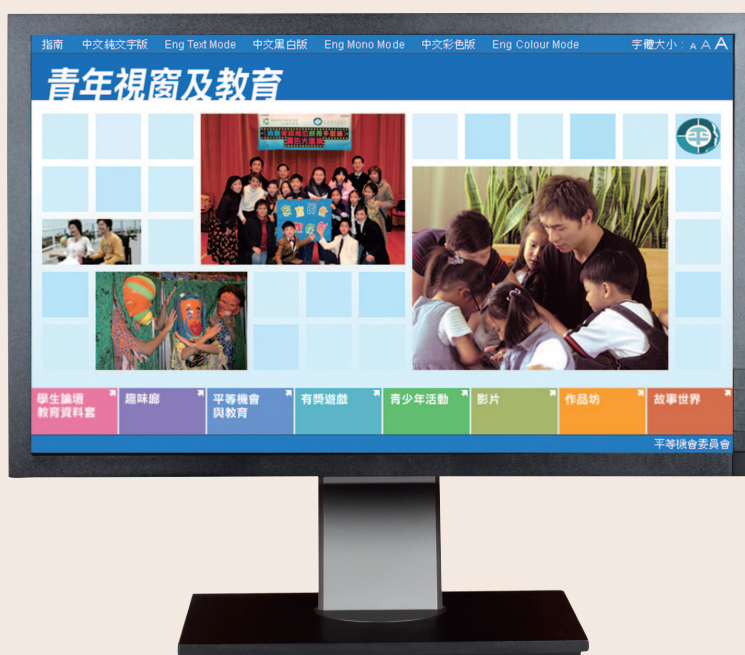 指南 中文純文字版 Eng Text Mode 中文黑白版 Eng Mono Mode 中文彩色版 Eng Colour Mode 字體大小：A A A
青年視窗及教育
學生論壇
教育資料套
趣味廊
平等機會
與教育
有獎遊戲
青少年活動
影片
作品坊
故事世界
平等機會委員會